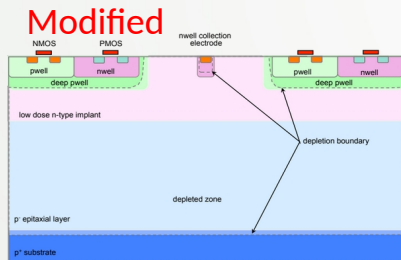 Modified
NMOS
PMOS
nwell collection
electrode
pwell
nwell
pwell
nwell
deep pwell
deep pwell
low dose n-type implant
depletion boundary
depleted zone
p- epitaxial layer
p+ substrate